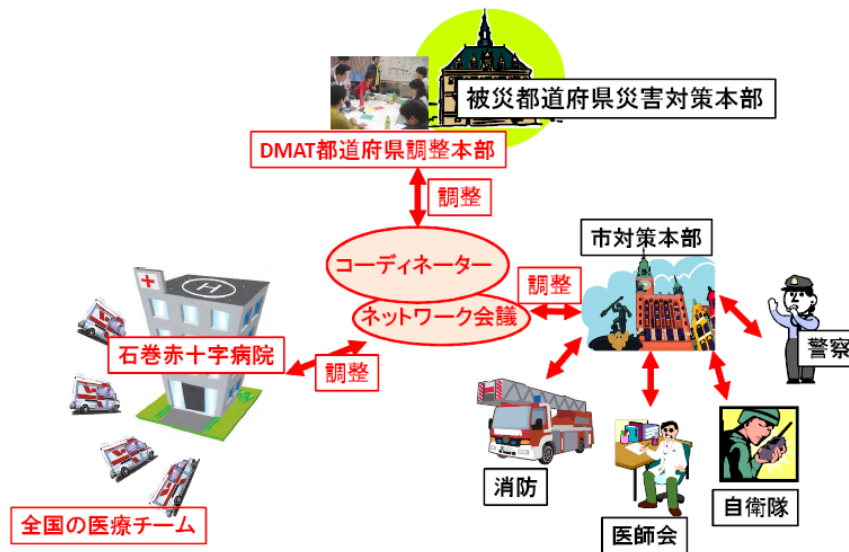 被災都道府県災害対策本部
DMAT都道府県調整本部
調整
コーディネーター
ネットワーク会議
調整
市対策本部
石巻赤十字病院
調整
警察
消防
医師会
自衛隊
全国の医療チーム
H